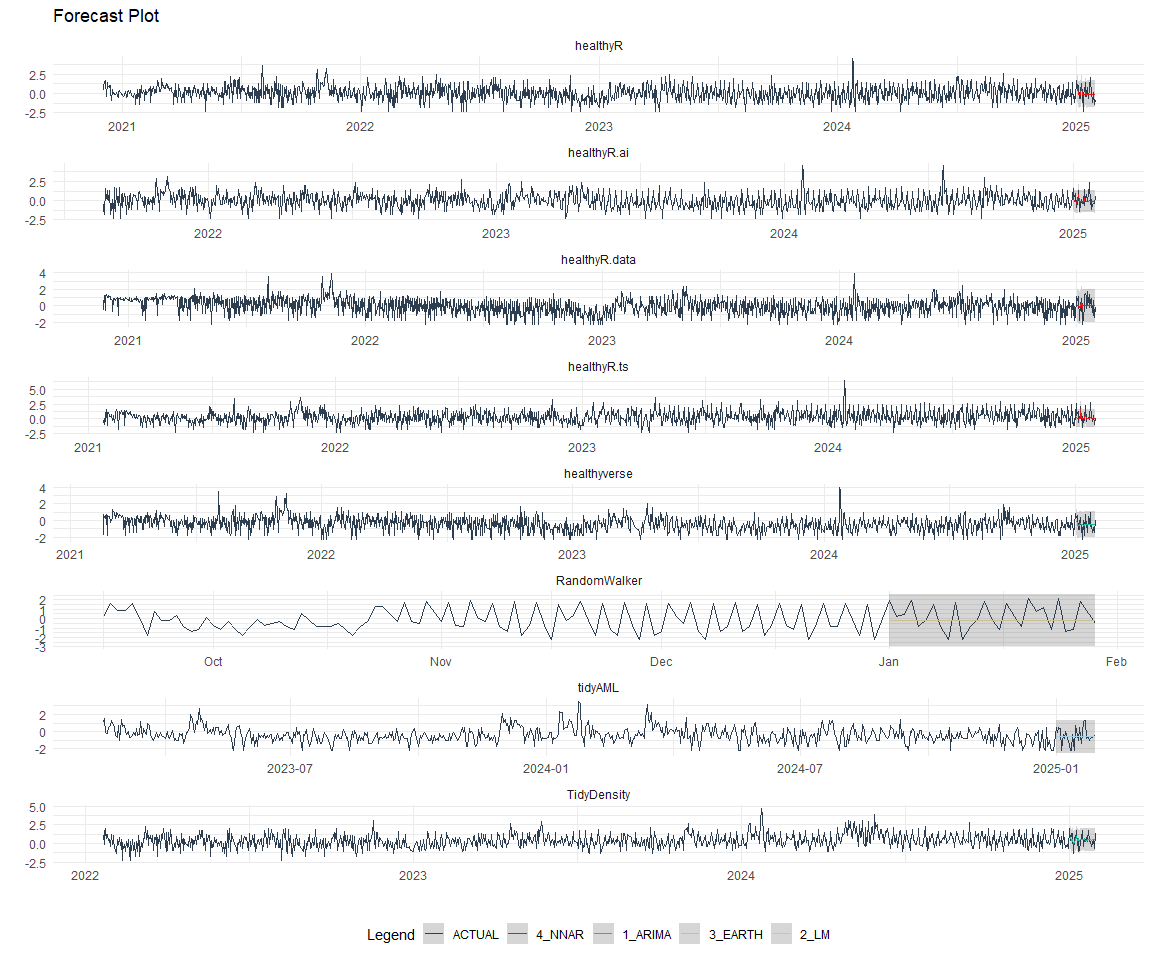 Forecast Plot
healthyR
2.5
0.0
-2.5
2021 2022 2023 2024 2025
healthyR.ai
2.5
0.0
-2.5
2022 2023 2024 2025
healthyR.data
4
2
0
-2
2021 2022 2023 2024 2025
healthyR.ts
5.0
2.5
0.0
-2.5
2021 2022 2023 2024 2025
healthyverse
4
2
0
-2
2021 2022 2023 2024 2025
RandomWalker
2
1
0
-1
-2
-3
Oct Nov Dec Jan Feb
tidyAML
2
0
-2
2023-07 2024-01 2024-07 2025-01
TidyDensity
5.0
2.5
0.0
-2.5
2022 2023 2024 2025
Legend ACTUAL 4_NNAR 1_ARIMA 3_EARTH 2_LM